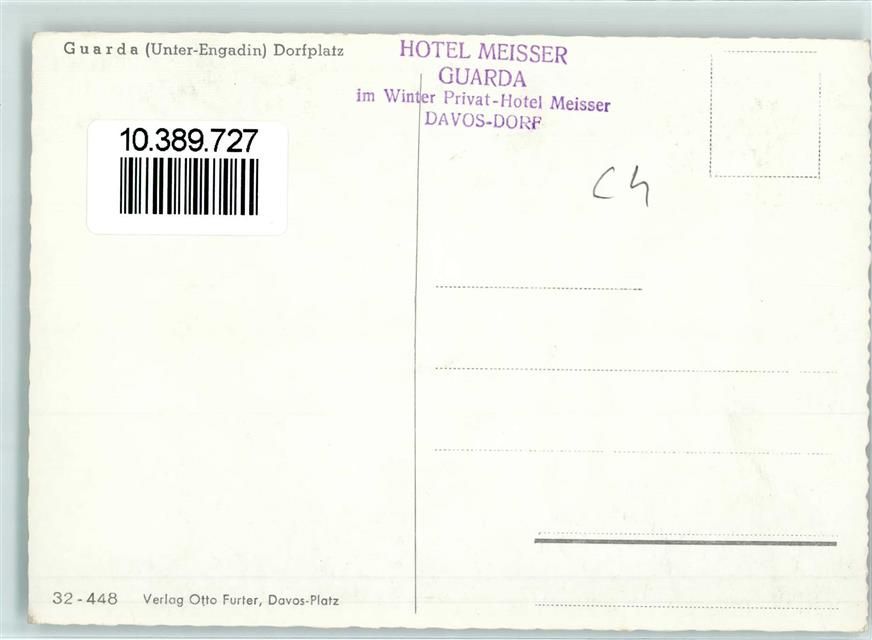 Guarda (Unter-Engadin) Dorfplatz
HOTEL MEISSER
GUARDA
im Winter Privat-Hotel Meisser
DAVOS-DORF
10.389.727
Ch
32-448 Verlag Otto Furter, Davos-Platz